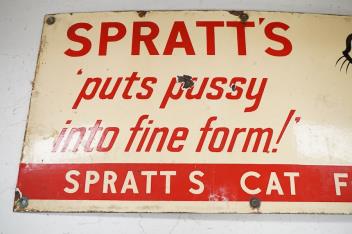 SPRATT'S
'puts pussy
into fine form!'
SPRATT S CAT F